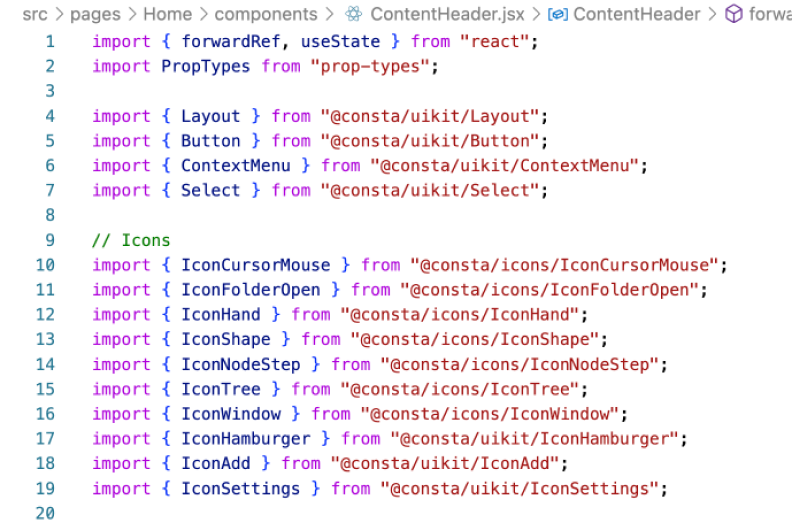 src > pages > Home > components > ContentHeader.jsx > ContentHeader > forwa
1 import { forwardRef, useState } from "react";
2 import PropTypes from "prop-types";
3
4 import { Layout } from "@consta/uikit/Layout";
5 import { Button } from "@consta/uikit/Button";
6 import { ContextMenu } from "@consta/uikit/ContextMenu";
7 import { Select } from "@consta/uikit/Select";
8
9 // Icons
10 import { IconCursorMouse } from "@consta/icons/IconCursorMouse";
11 import { IconFolderOpen } from "@consta/icons/IconFolderOpen";
12 import { IconHand } from "@consta/icons/IconHand";
13 import { IconShape } from "@consta/icons/IconShape";
14 import { IconNodeStep } from "@consta/icons/IconNodeStep";
15 import { IconTree } from "@consta/icons/IconTree";
16 import { IconWindow } from "@consta/icons/IconWindow";
17 import { IconHamburger } from "@consta/uikit/IconHamburger";
18 import { IconAdd } from "@consta/uikit/IconAdd";
19 import { IconSettings } from "@consta/uikit/IconSettings";
20